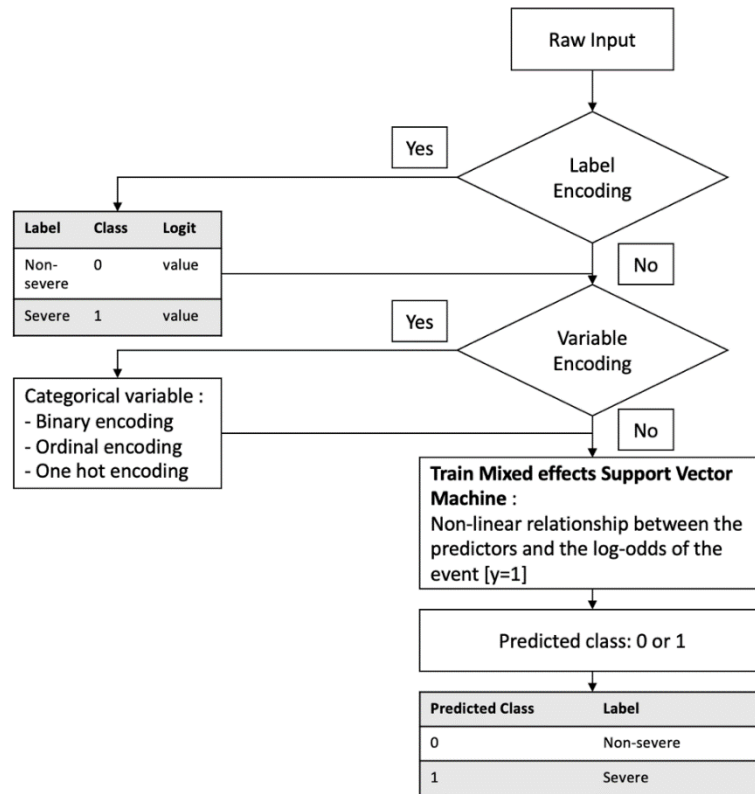 Raw Input
Yes
Label
Encoding
Label Class Logit
Non-
severe 0 value
Severe 1 value
No
Yes
Variable
Encoding
Categorical variable :
- Binary encoding
- Ordinal encoding
- One hot encoding
No
Train Mixed effects Support Vector
Machine :
Non-linear relationship between the
predictors and the log-odds of the
event [y=1]
Predicted class: 0 or 1
Predicted Class Label
0 Non-severe
1 Severe